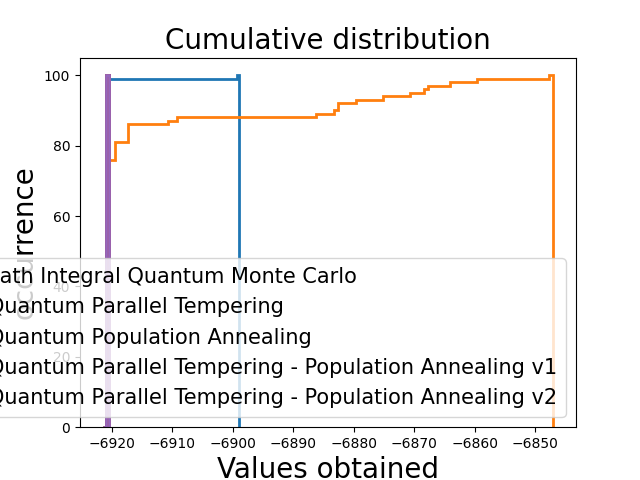 Cumulative distribution
100
80
60
40
20
0
occurrence
ath Integral Quantum Monte Carlo
Quantum Parallel Tempering
Quantum Population Annealing
Quantum Parallel Tempering - Population Annealing v1
Quantum Parallel Tempering - Population Annealing v2
−6920 −6910 −6900 −6890 −6880 −6870 −6860 −6850
Values obtained